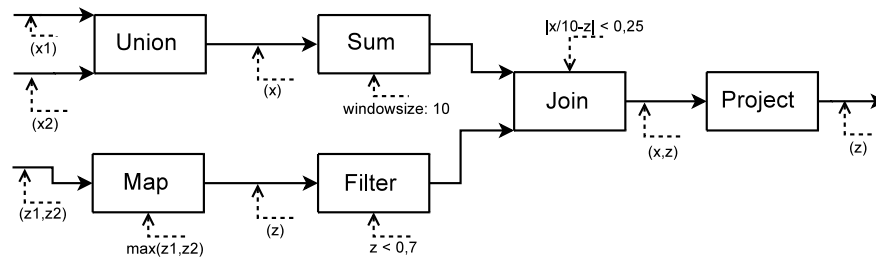 |x/10-z| < 0,25
(x1)
Union
Sum
(x)
(x2)
windowsize: 10
Join
Project
(x,z)
(z)
Map
Filter
(z1,z2)
(z)
max(z1,z2)
z < 0,7